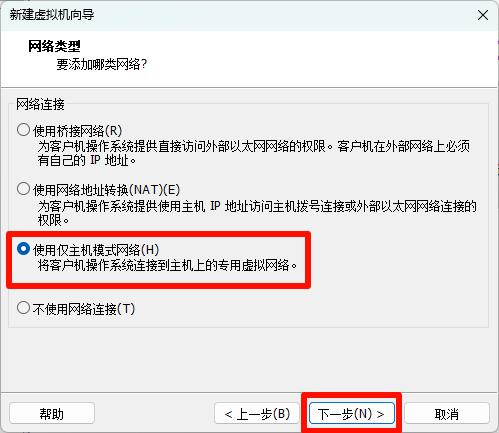 新建虚拟机向导
网络类型
要添加哪类网络?
网络连接
使用桥接网络(R)
为客户机操作系统提供直接访问外部以太网网络的权限。客户机在外部网络上必须
有自己的 IP 地址。
使用网络地址转换(NAT)(E)
为客户机操作系统提供使用主机 IP 地址访问主机拨号连接或外部以太网网络连接的
权限。
使用仅主机模式网络(H)
将客户机操作系统连接到主机上的专用虚拟网络。
不使用网络连接(T)
帮助
< 上一步(B)
下一步(N) >
取消